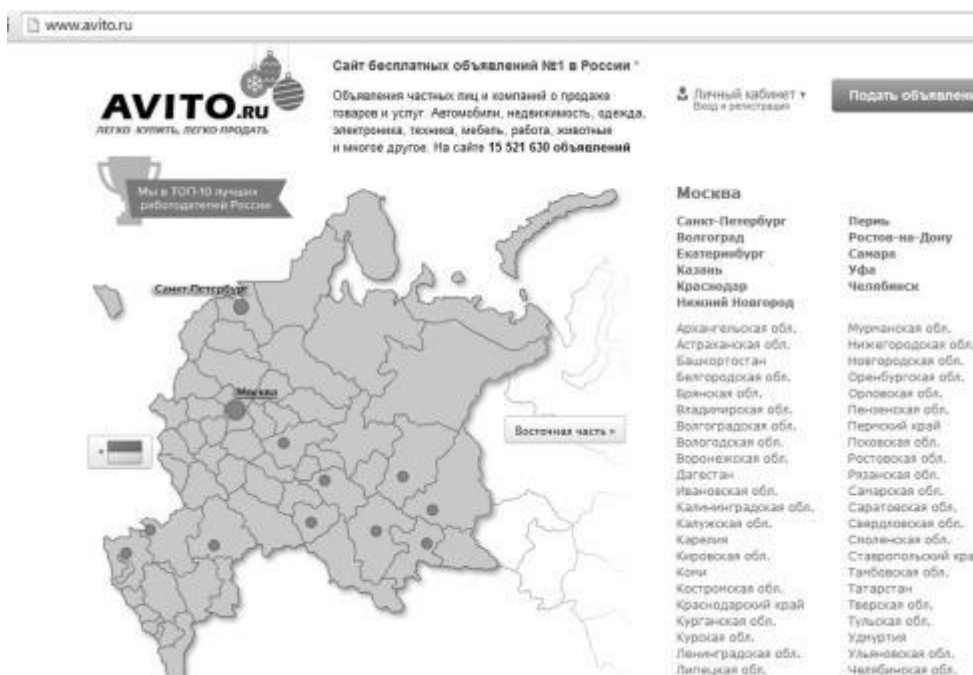 www.avito.ru
AVITO.RU
ЛЕГКО КУПИТЬ, ЛЕГКО ПРОДАТЬ
Сайт бесплатных объявлений №1 в России *
Объявления частных лиц и компаний о продаже
товаров и услуг. Автомобили, недвижимость, одежда,
электроника, техника, мебель, работа, животные
и многое другое. На сайте 15 521 630 объявлений
Личный кабинет
Вход и регистрация
Подать объявлени
Мы в ТОП-10 лучших
работодателей России
Санкт-Петербург
Москва
Восточная часть »
Москва
Санкт-Петербург
Волгоград
Екатеринбург
Казань
Краснодар
Нижний Новгород
Пермь
Ростов-на-Дону
Самара
Уфа
Челябинск
Архангельская обл.
Астраханская обл.
Башкортостан
Белгородская обл.
Брянская обл.
Владимирская обл.
Волгоградская обл.
Вологодская обл.
Воронежская обл.
Дагестан
Ивановская обл.
Калининградская обл.
Калужская обл.
Карелия
Кировская обл.
Коми
Костромская обл.
Краснодарский край
Курганская обл.
Курская обл.
Ленинградская обл.
Липецкая обл.
Мурманская обл.
Нижегородская обл.
Новгородская обл.
Оренбургская обл.
Орловская обл.
Пензенская обл.
Пермский край
Псковская обл.
Ростовская обл.
Рязанская обл.
Самарская обл.
Саратовская обл.
Свердловская обл.
Смоленская обл.
Ставропольский кра
Тамбовская обл.
Татарстан
Тверская обл.
Тульская обл.
Удмуртия
Ульяновская обл.
Челябинская обл.